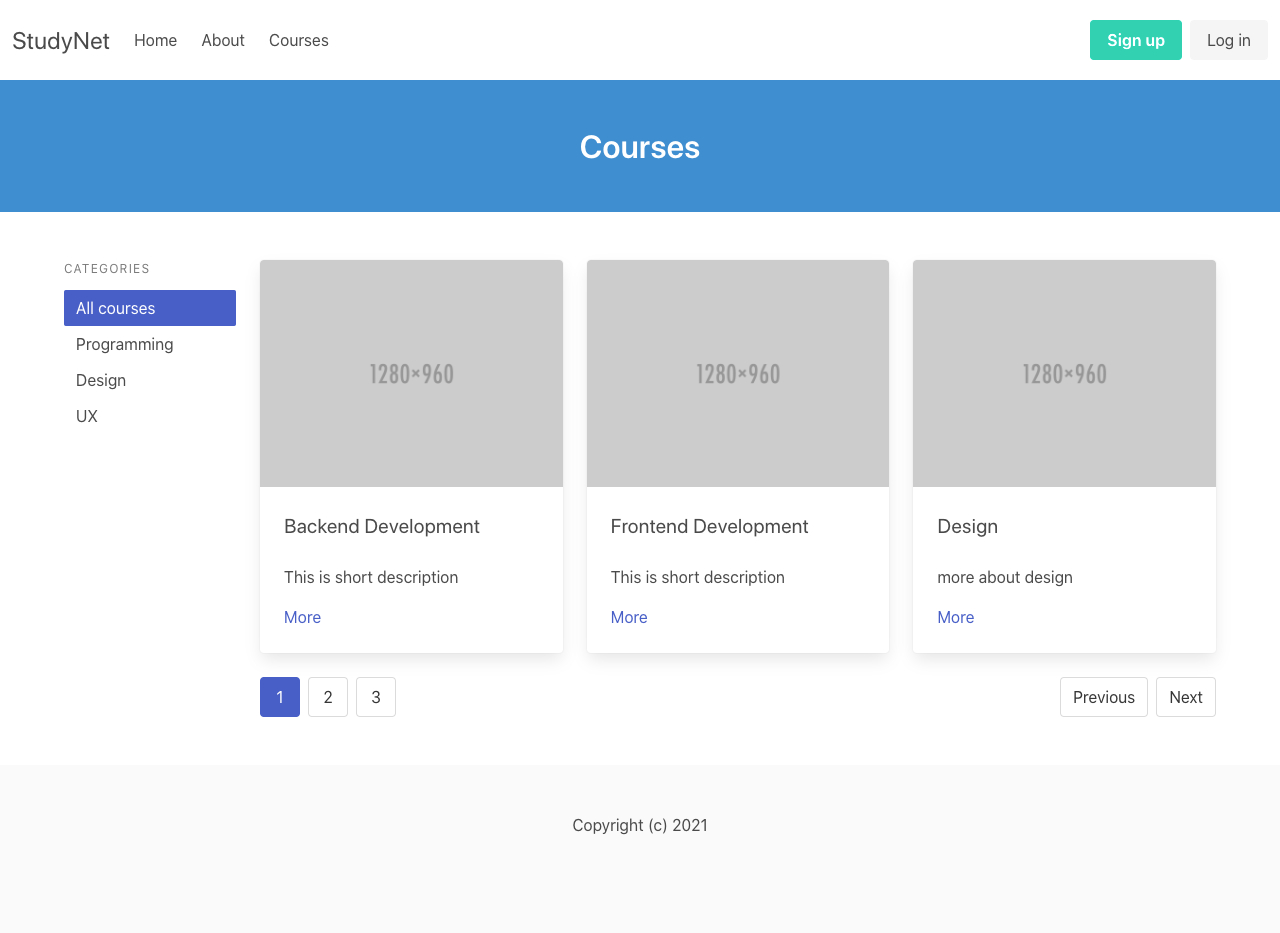 StudyNet Home About Courses Sign up Log in
Courses
CATEGORIES
All courses
Programming
Design
UX
1280×960 1280×960 1280×960
Backend Development
This is short description
More
Frontend Development
This is short description
More
Design
more about design
More
1 2 3 Previous Next
Copyright (c) 2021